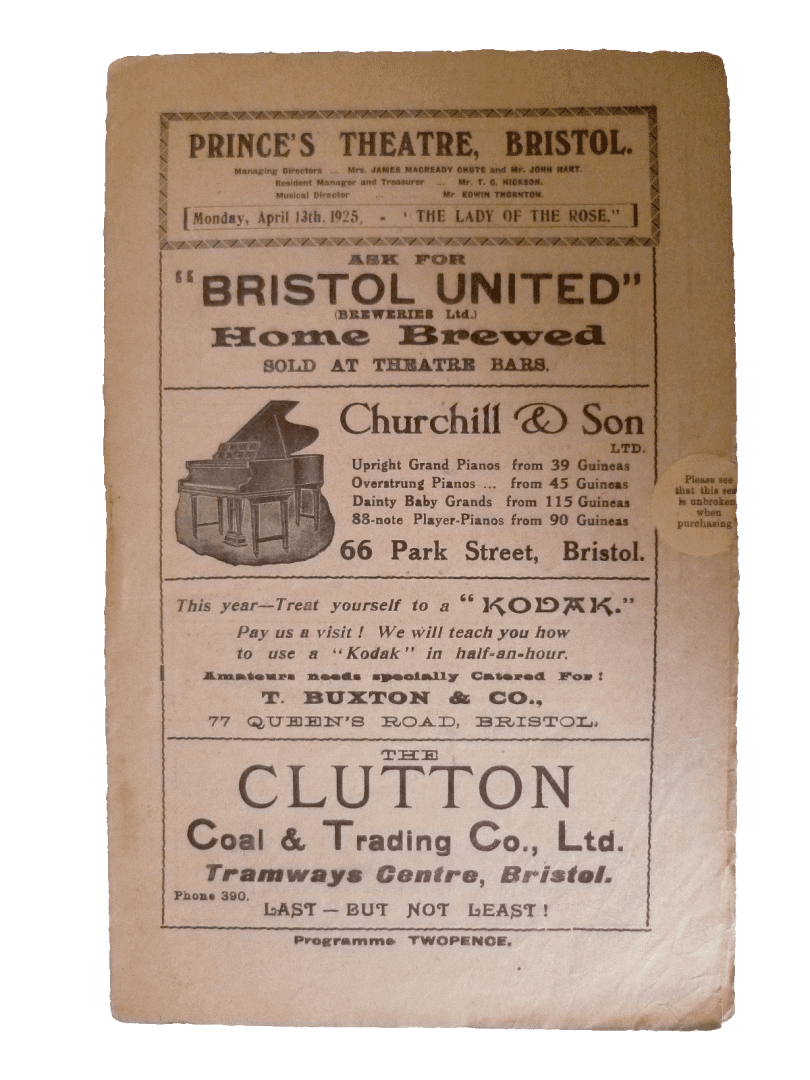 PRINCE'S THEATRE, BRISTOL.
Managing Directors ... Mrs. JAMES MACREADY CHUTE and Mr. JOHN HART.
Resident Manager and Treasurer ... Mr. T. G. HICKSON.
Musical Director ... ... Mr EDWIN THORNTON.
Monday, April 13th, 1925, - "THE LADY OF THE ROSE."
ASK FOR
"BRISTOL UNITED"
(BREWERIES Ltd.)
Home Brewed
SOLD AT THEATRE BARS.
Churchill & Son
LTD.
Upright Grand Pianos from 39 Guineas
Overstrung Pianos ... from 45 Guineas
Dainty Baby Grands from 115 Guineas
88-note Player-Pianos from 90 Guineas
66 Park Street, Bristol.
Please see
that this sea
is unbroken
when
purchasing
This year—Treat yourself to a "KODAK."
Pay us a visit! We will teach you how
to use a "Kodak" in half-an-hour.
Amateurs needs specially Catered For!
T. BUXTON & CO.,
77 QUEEN'S ROAD, BRISTOL.
THE
CLUTTON
Coal & Trading Co., Ltd.
Tramways Centre, Bristol.
Phone 390.
LAST — BUT NOT LEAST!
Programme TWOPENCE.